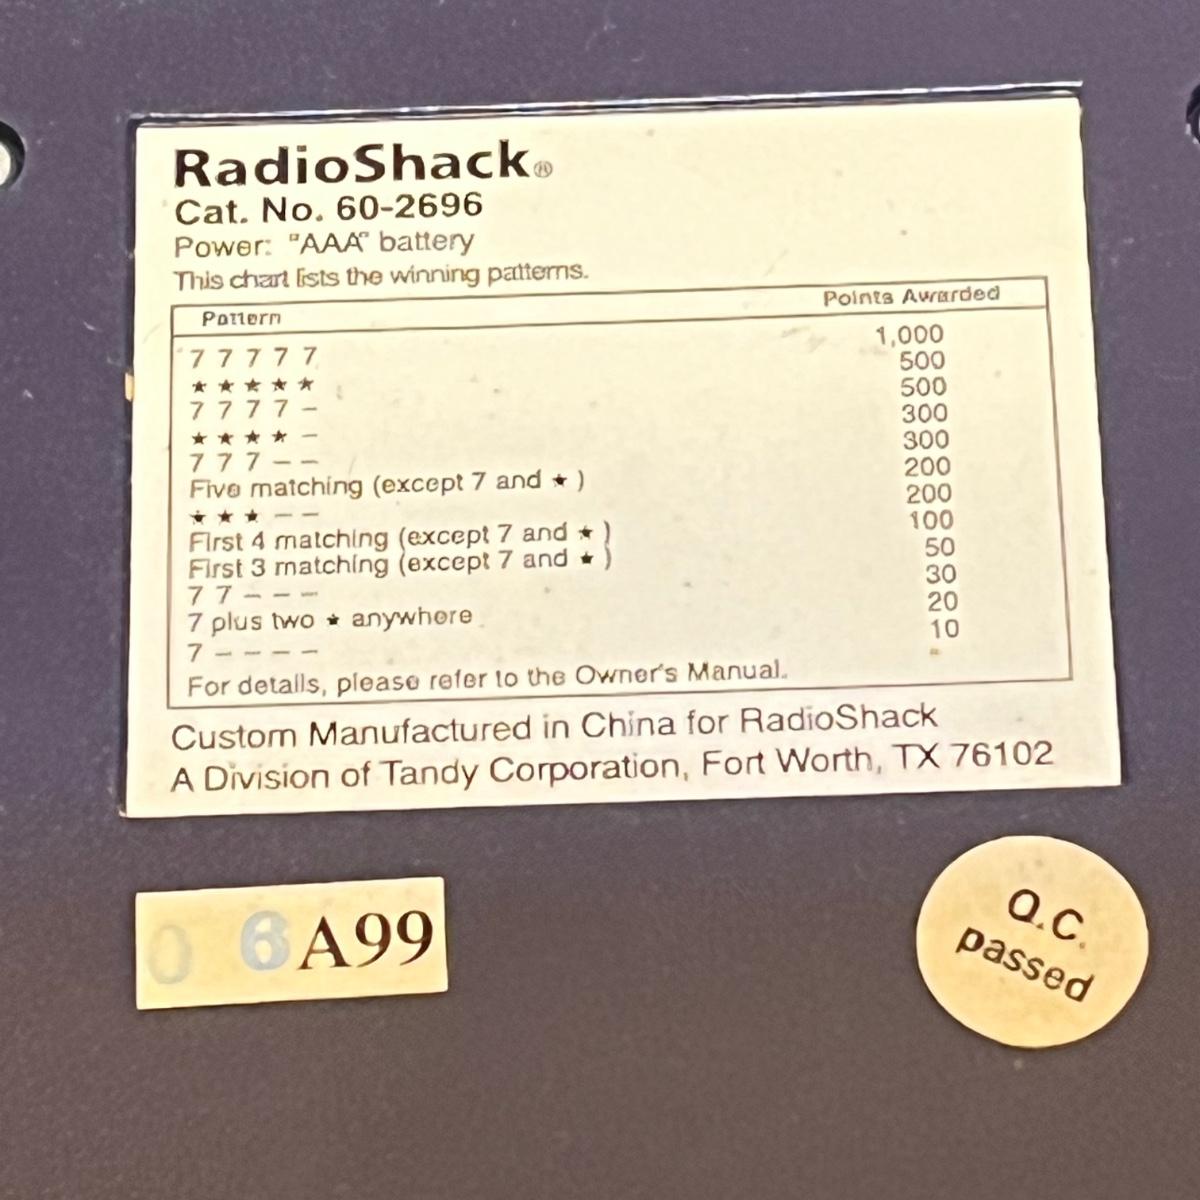 RadioShack®
Cat. No. 60-2696
Power: "AAA" battery
This chart lists the winning patterns.
Pattern Points Awarded
7 7 7 7 7 1,000
★ ★ ★ ★ ★ 500
7 7 7 7 – 500
★ ★ ★ ★ – 300
7 7 7 – – 300
Five matching (except 7 and ★ ) 200
★ ★ ★ – – 200
First 4 matching (except 7 and ★ ) 100
First 3 matching (except 7 and ★ ) 50
7 7 – – – 30
7 plus two ★ anywhere 20
7 – – – – 10
For details, please refer to the Owner's Manual.
Custom Manufactured in China for RadioShack
A Division of Tandy Corporation, Fort Worth, TX 76102
0 6A99
Q.C.
passed